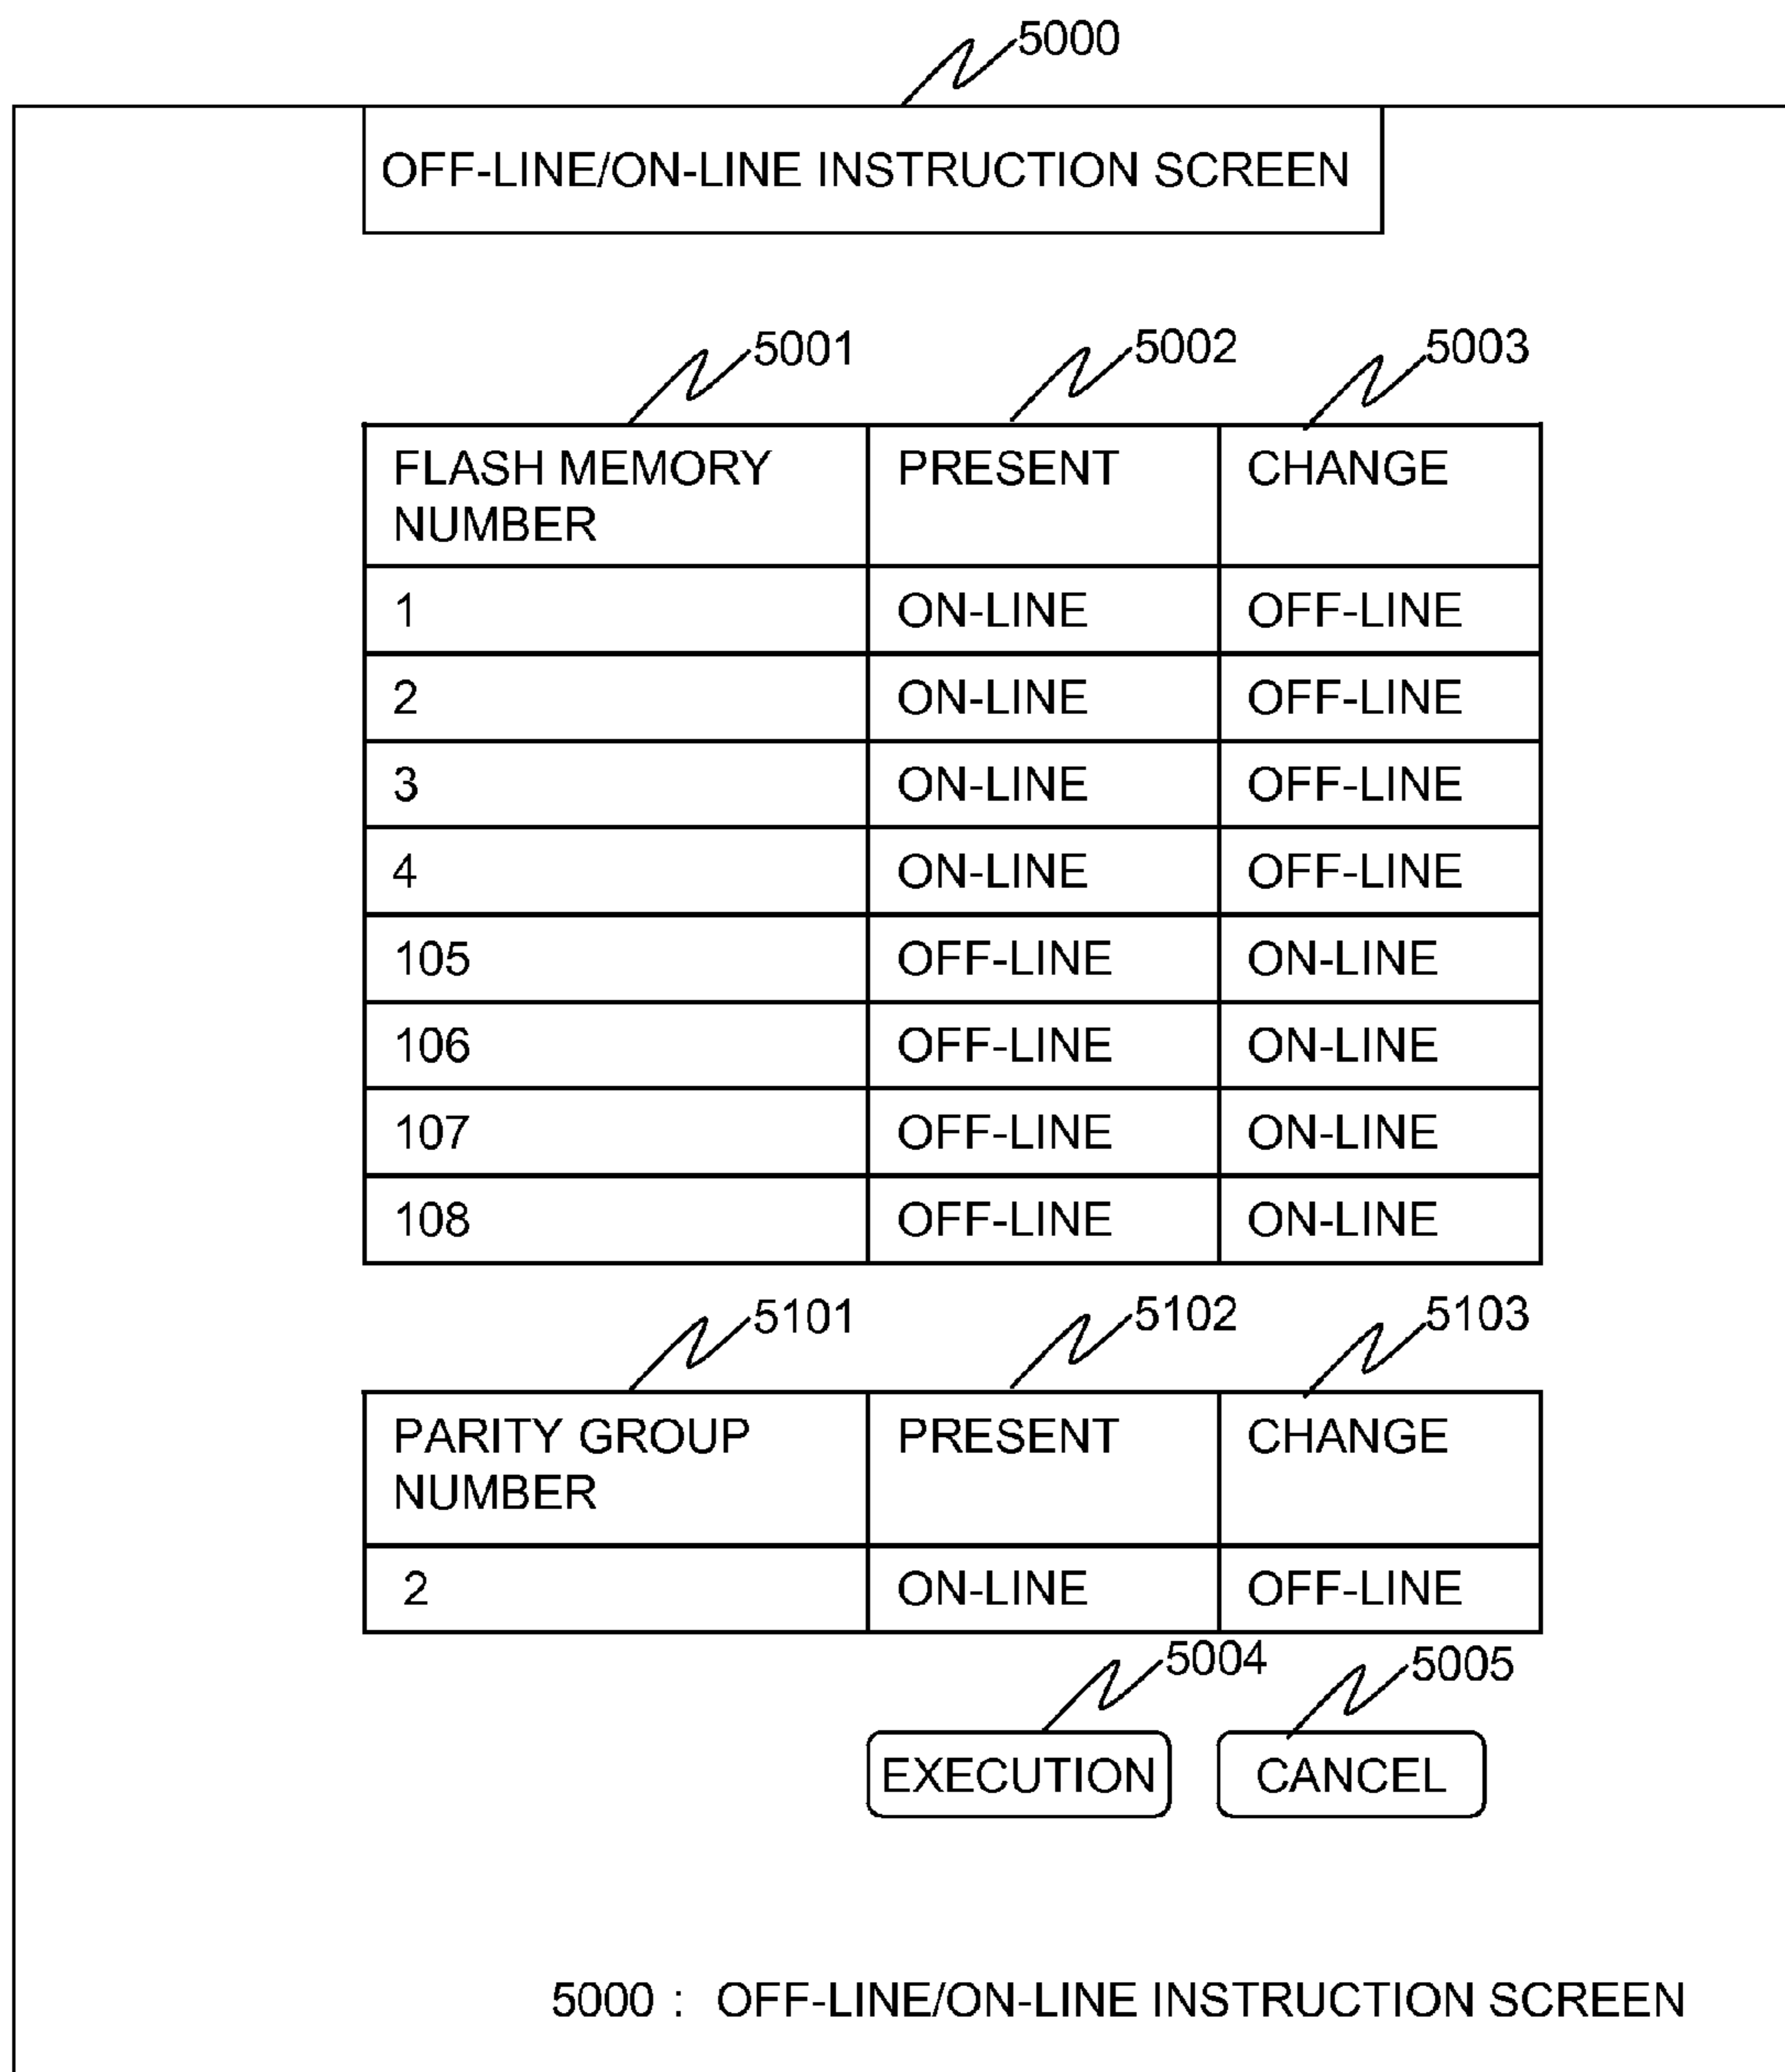 5000
OFF-LINE/ON-LINE INSTRUCTION SCREEN
5001 5002 5003
FLASH MEMORY NUMBER PRESENT CHANGE
1 ON-LINE OFF-LINE
2 ON-LINE OFF-LINE
3 ON-LINE OFF-LINE
4 ON-LINE OFF-LINE
105 OFF-LINE ON-LINE
106 OFF-LINE ON-LINE
107 OFF-LINE ON-LINE
108 OFF-LINE ON-LINE
5101 5102 5103
PARITY GROUP NUMBER PRESENT CHANGE
2 ON-LINE OFF-LINE
5004 5005
EXECUTION CANCEL
5000 : OFF-LINE/ON-LINE INSTRUCTION SCREEN